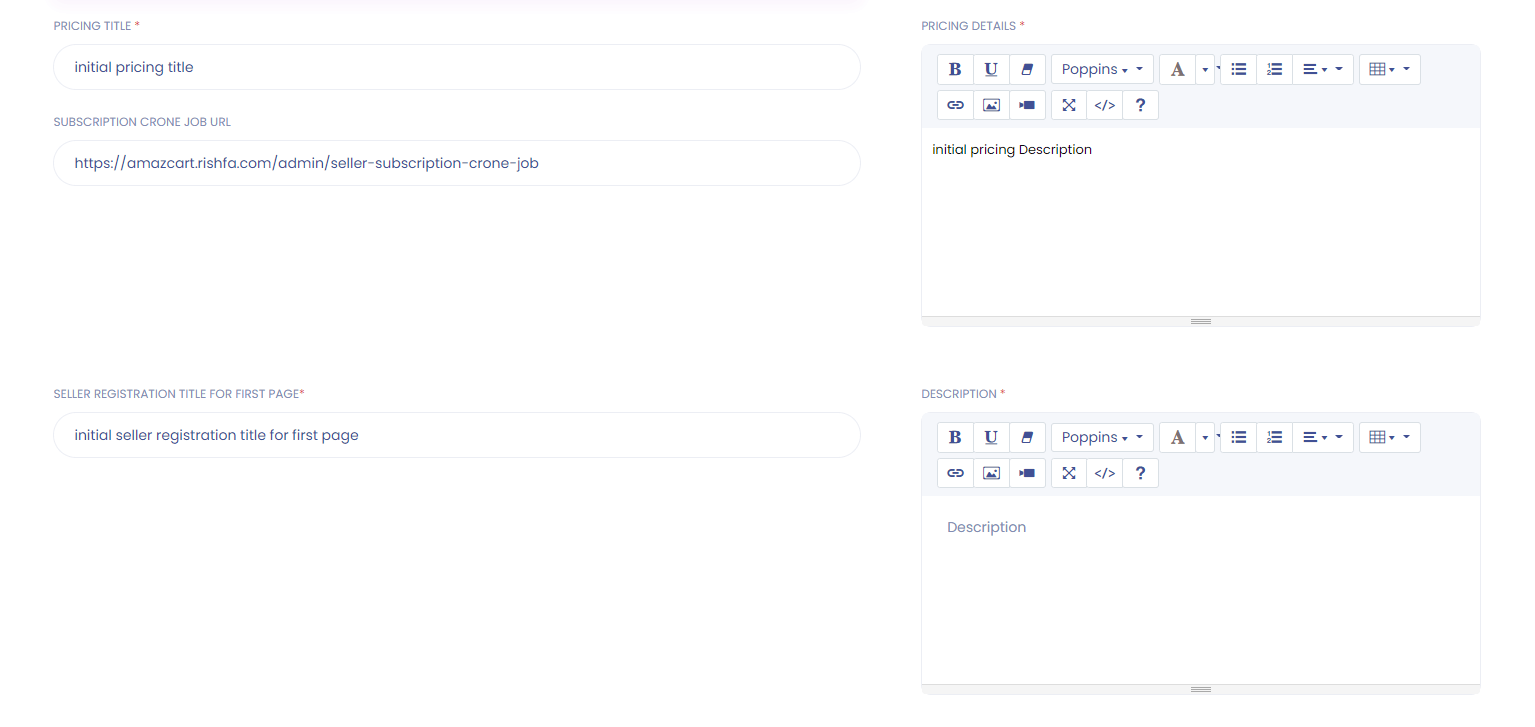 PRICING TITLE *
initial pricing title
SUBSCRIPTION CRONE JOB URL
https://amazcart.rishfa.com/admin/seller-subscription-crone-job
PRICING DETAILS *
B U Poppins A
</> ?
initial pricing Description
SELLER REGISTRATION TITLE FOR FIRST PAGE*
initial seller registration title for first page
DESCRIPTION *
B U Poppins A
</> ?
Description